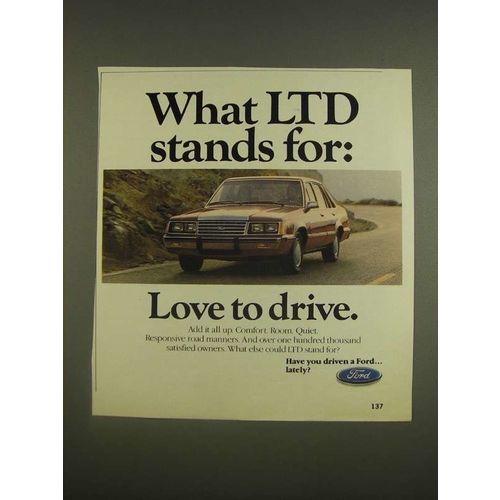 What LTD
stands for:
Love to drive.
Add it all up. Comfort. Room. Quiet.
Responsive road manners. And over one hundred thousand
satisfied owners. What else could LTD stand for?
Have you driven a Ford...
lately?
Ford
137